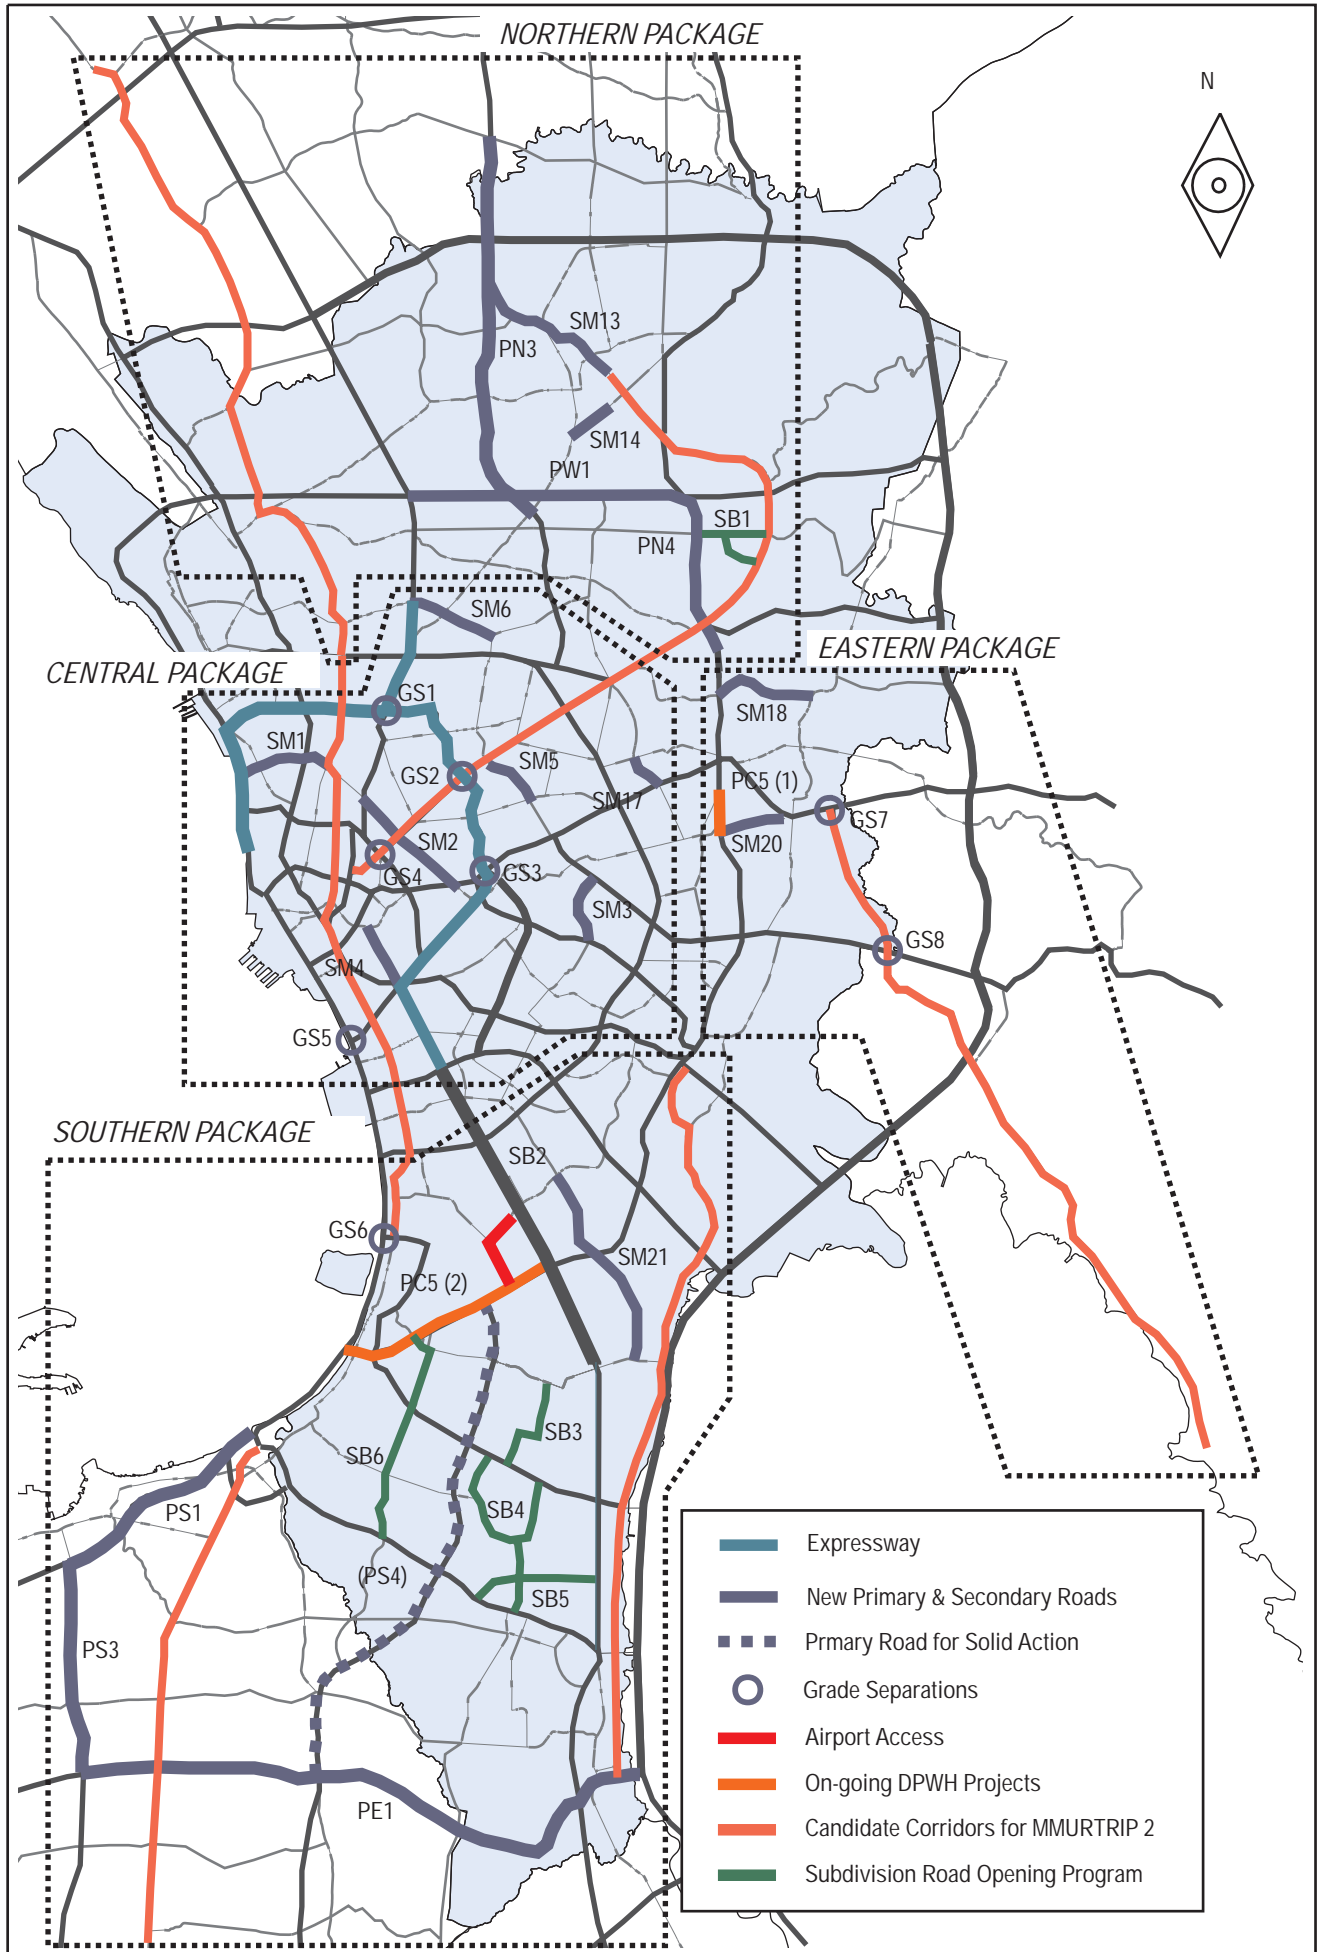 NORTHERN PACKAGE
N
SM13
PN3
SM14
PW1
SB1
PN4
SM6
EASTERN PACKAGE
CENTRAL PACKAGE
GS1
SM18
SM1
SM5
GS2
PC5 (1)
SM17
GS7
SM2
SM20
GS4
GS3
SM3
GS8
SM4
GS5
SOUTHERN PACKAGE
SB2
GS6
SM21
PC5 (2)
SB3
SB6
SB4
PS1
(PS4)
SB5
PS3
PE1
Expressway
New Primary & Secondary Roads
Prmary Road for Solid Action
Grade Separations
Airport Access
On-going DPWH Projects
Candidate Corridors for MMURTRIP 2
Subdivision Road Opening Program